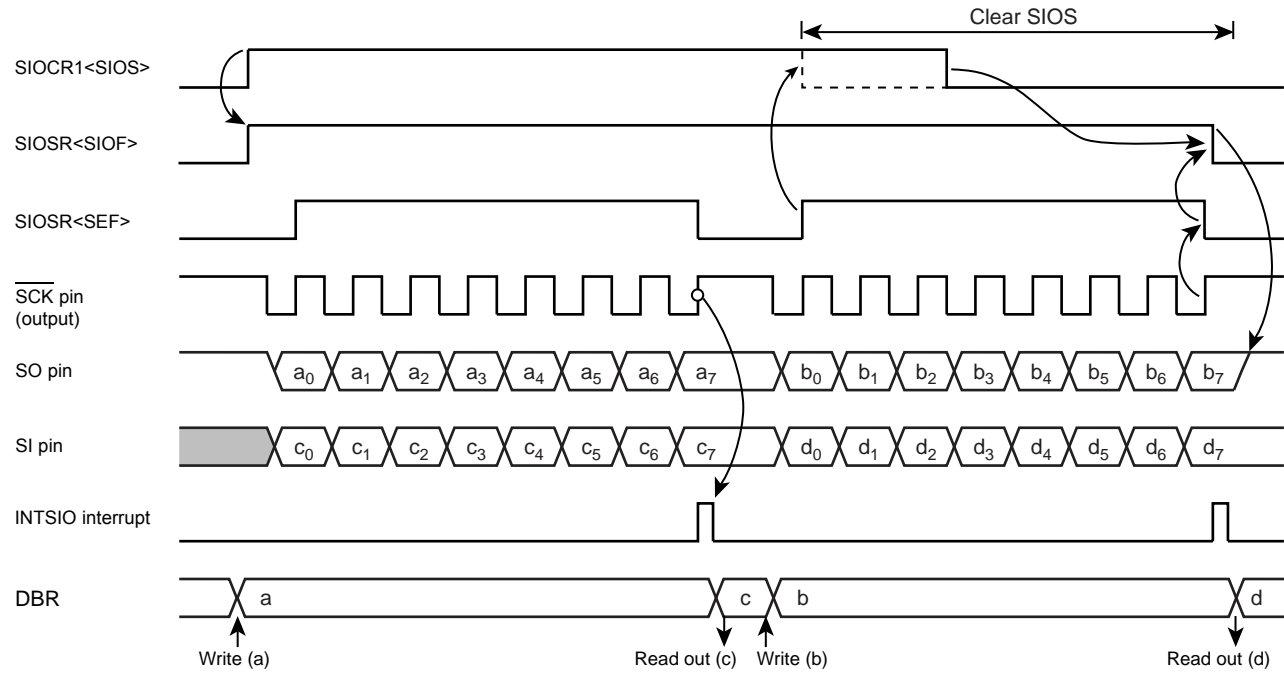 Clear SIOS
SIOCR1<SIOS>
SIOSR<SIOF>
SIOSR<SEF>
SCK pin
(output)
SO pin a0 a1 a2 a3 a4 a5 a6 a7 b0 b1 b2 b3 b4 b5 b6 b7
SI pin c0 c1 c2 c3 c4 c5 c6 c7 d0 d1 d2 d3 d4 d5 d6 d7
INTSIO interrupt
DBR a c b d
Write (a) Read out (c) Write (b) Read out (d)